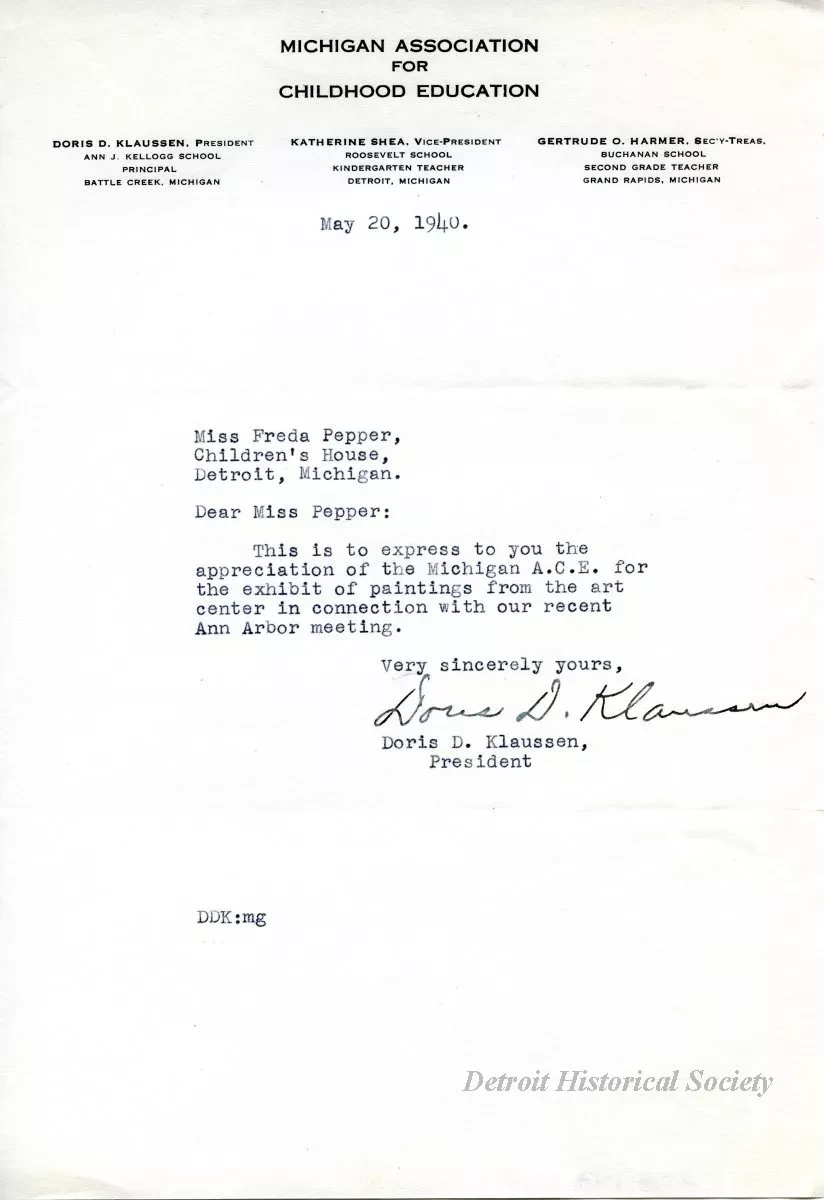 MICHIGAN ASSOCIATION
FOR
CHILDHOOD EDUCATION
DORIS D. KLAUSSEN, PRESIDENT
ANN J. KELLOGG SCHOOL
PRINCIPAL
BATTLE CREEK, MICHIGAN
KATHERINE SHEA, VICE-PRESIDENT
ROOSEVELT SCHOOL
KINDERGARTEN TEACHER
DETROIT, MICHIGAN
GERTRUDE O. HARMER, SEC'Y-TREAS.
BUCHANAN SCHOOL
SECOND GRADE TEACHER
GRAND RAPIDS, MICHIGAN
May 20, 1940.
Miss Freda Pepper,
Children's House,
Detroit, Michigan.
Dear Miss Pepper:
This is to express to you the
appreciation of the Michigan A.C.E. for
the exhibit of paintings from the art
center in connection with our recent
Ann Arbor meeting.
Very sincerely yours,
Doris D. Klaussen
Doris D. Klaussen,
President
DDK:mg
Detroit Historical Society